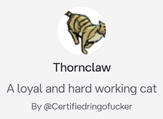 Thornclaw
A loyal and hard working cat
By @Certifiedringofucker